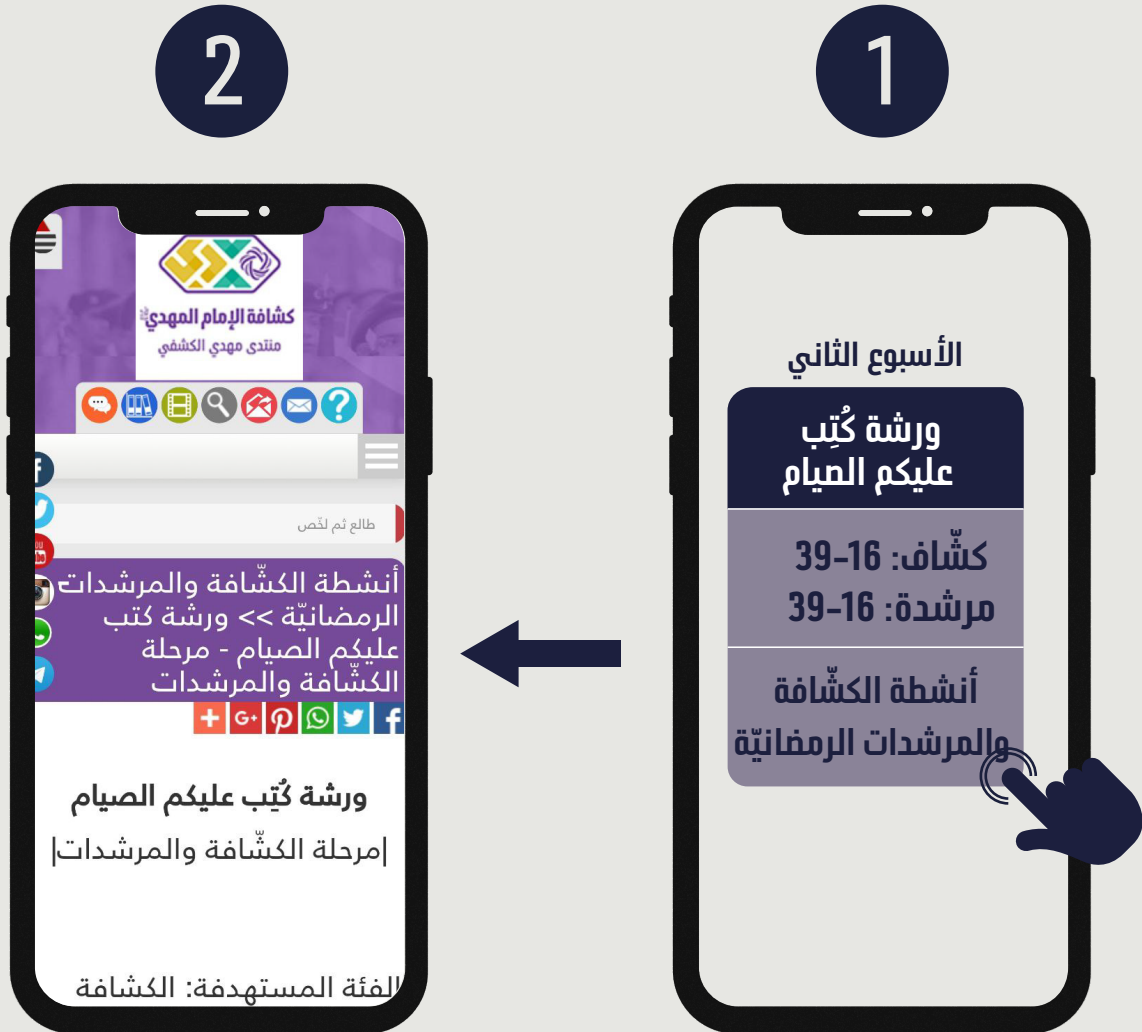 1
الأسبوع الثاني
ورشة كُتِب
عليكم الصيام
كشّاف: 16-39
مرشدة: 16-39
أنشطة الكشّافة
والمرشدات الرمضانيّة
2
كشافة الإمام المهدي
منتدى مهدي الكشفي
طالع ثم لخّص
أنشطة الكشّافة والمرشدات
الرمضانيّة >> ورشة كتب
عليكم الصيام - مرحلة
الكشّافة والمرشدات
ورشة كُتِب عليكم الصيام
|مرحلة الكشّافة والمرشدات|
الفئة المستهدفة: الكشافة